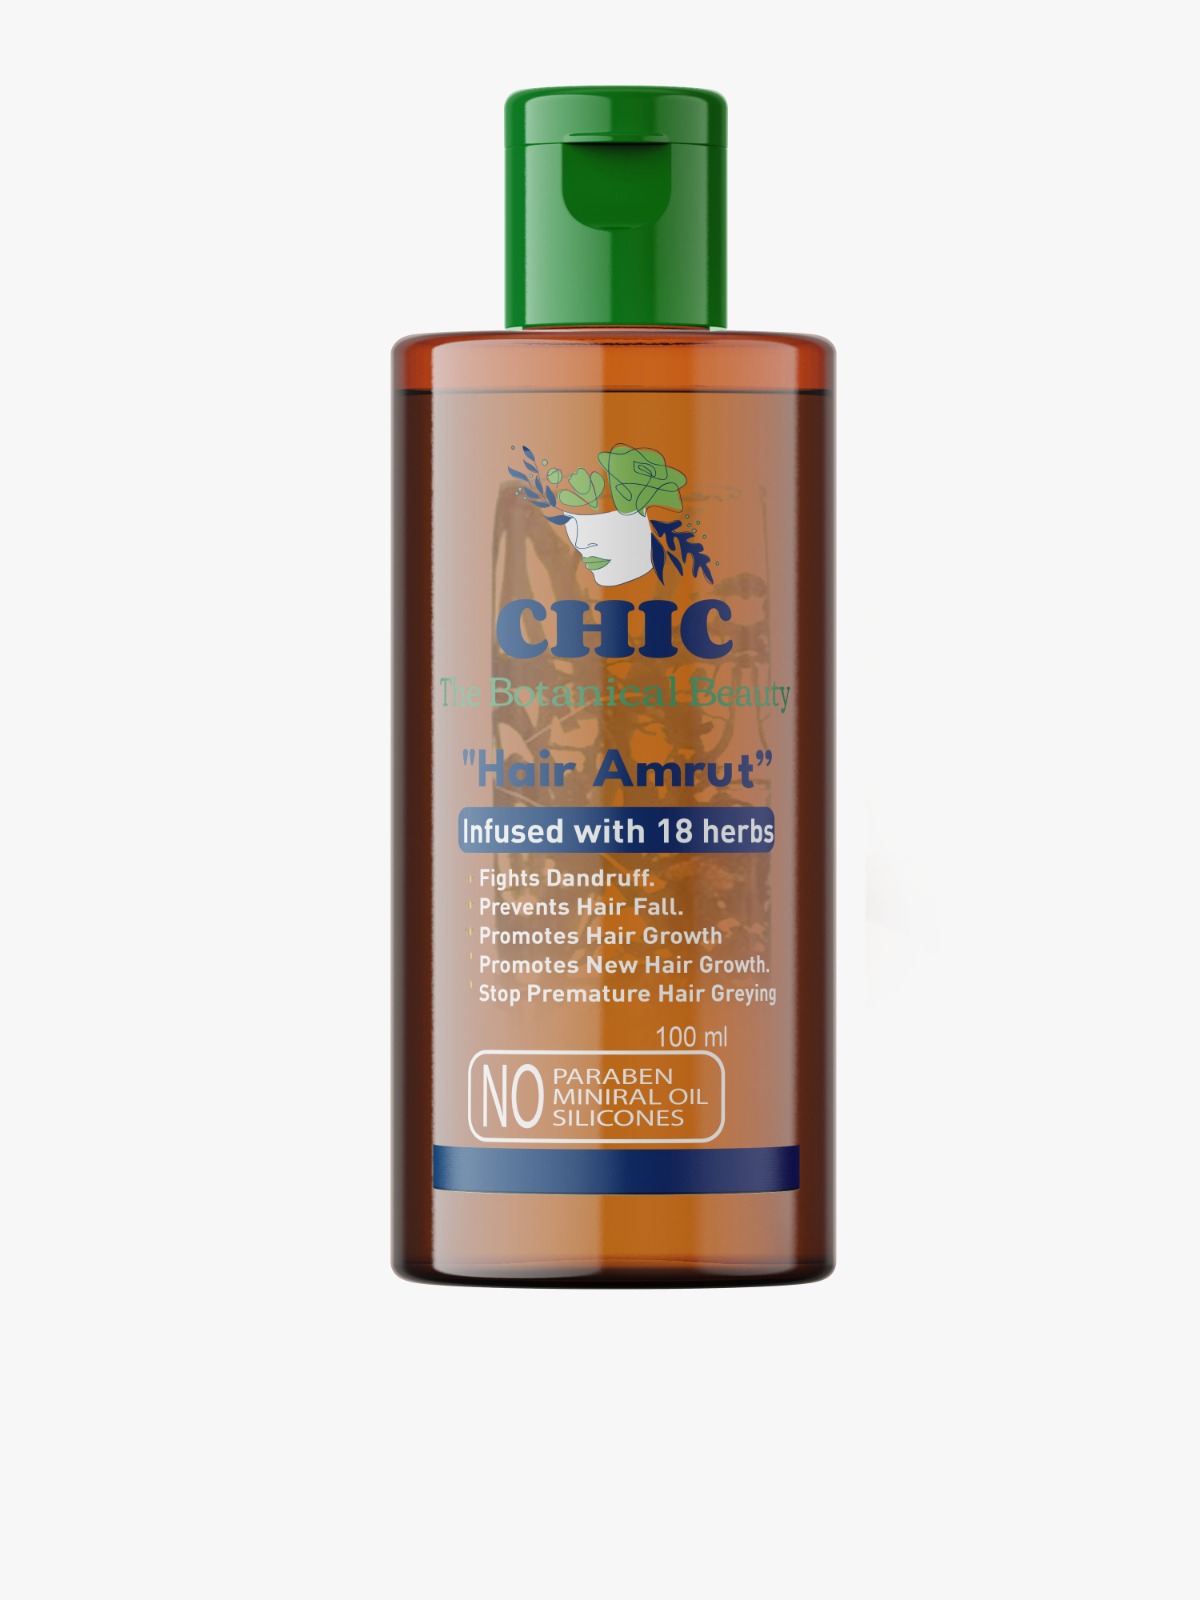 CHIC
The Botanical Beauty
"Hair Amrut”
Infused with 18 herbs
Fights Dandruff.
Prevents Hair Fall.
Promotes Hair Growth
Promotes New Hair Growth.
Stop Premature Hair Greying
100 ml
NO
PARABEN
MINIRAL OIL
SILICONES